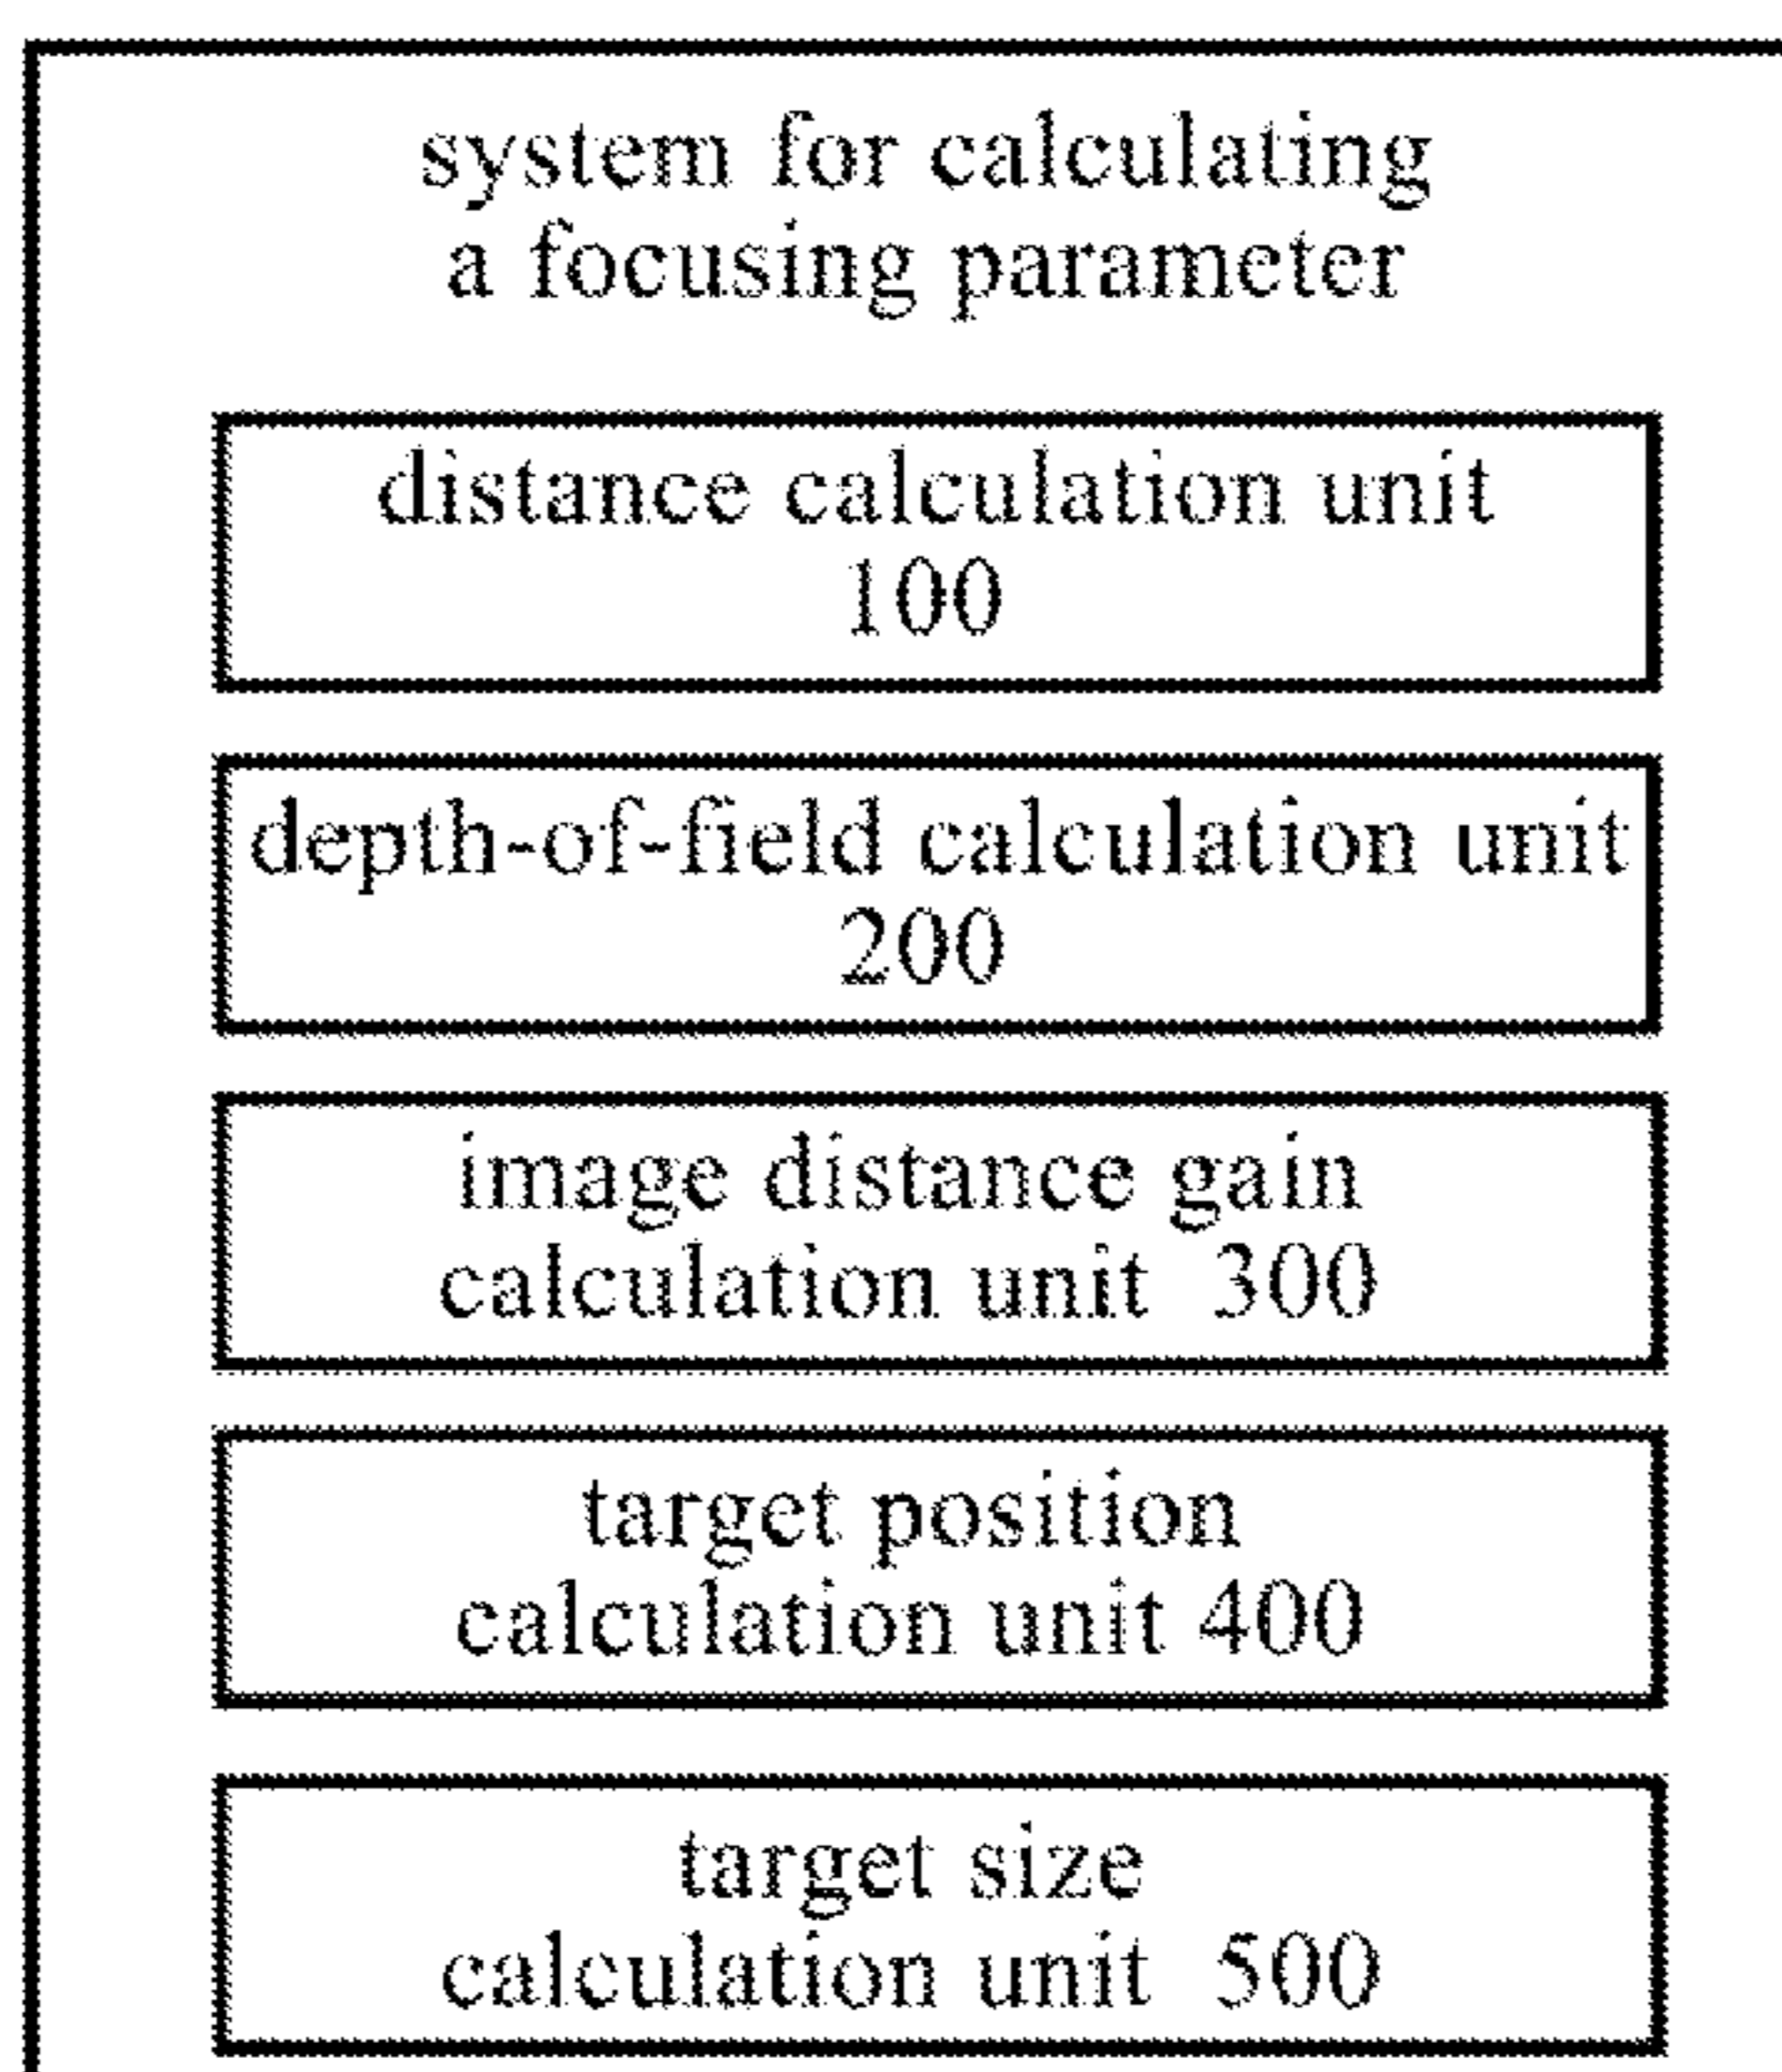 system for calculating
a focusing parameter
distance calculation unit
100
depth-of-field calculation unit
200
image distance gain
calculation unit 300
target position
calculation unit 400
target size
calculation unit 500